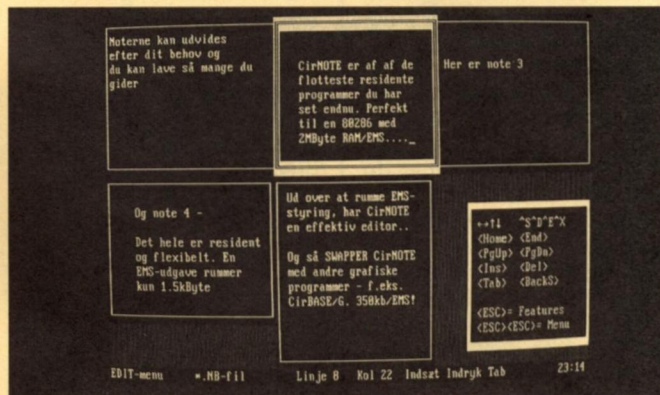 Noterne kan udvides
efter dit behov og
du kan lave så mange du
gider
CirNOTE er af af de
flotteste residente
programmer du har
set endnu. Perfekt
til en 80286 med
2MByte RAM/EMS...._
Her er note 3
Og note 4 -
Det hele er resident
og flexibelt. En
EMS-udgave rummer
kun 1.5kByte
Ud over at rumme EMS-
styring, har CirNOTE
en effektiv editor..
Og så SWAPPER CirNOTE
med andre grafiske
programmer - f.eks.
CirBASE/G. 350kb/EMS!
←→↑↓ ^S^D^E^X
<Home> <End>
<PgUp> <PgDn>
<Ins> <Del>
<Tab> <BackS>
<ESC>= Features
<ESC><ESC>= Menu
EDIT-menu *.NB-fil Linje 8 Kol 22 Indsæt Indryk Tab 23:14